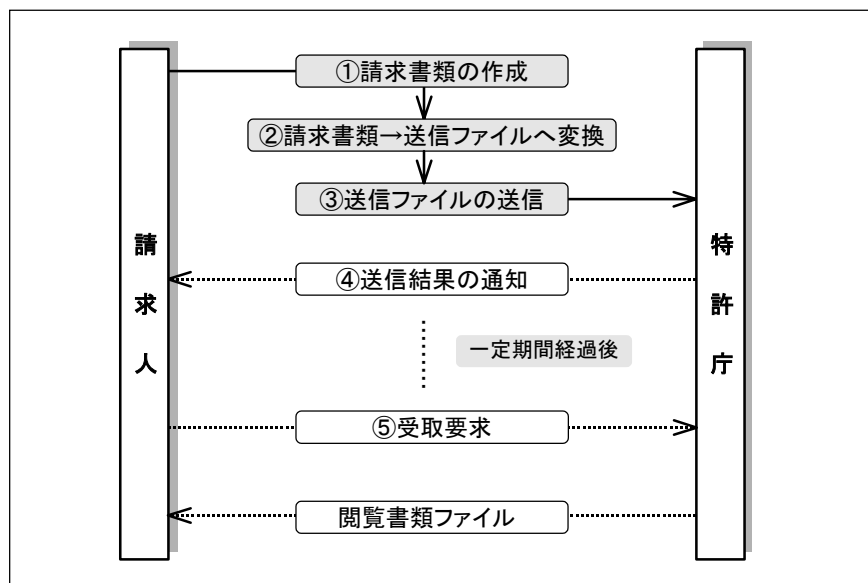 請求人
①請求書類の作成
②請求書類→送信ファイルへ変換
③送信ファイルの送信
④送信結果の通知
一定期間経過後
⑤受取要求
閲覧書類ファイル
特許庁